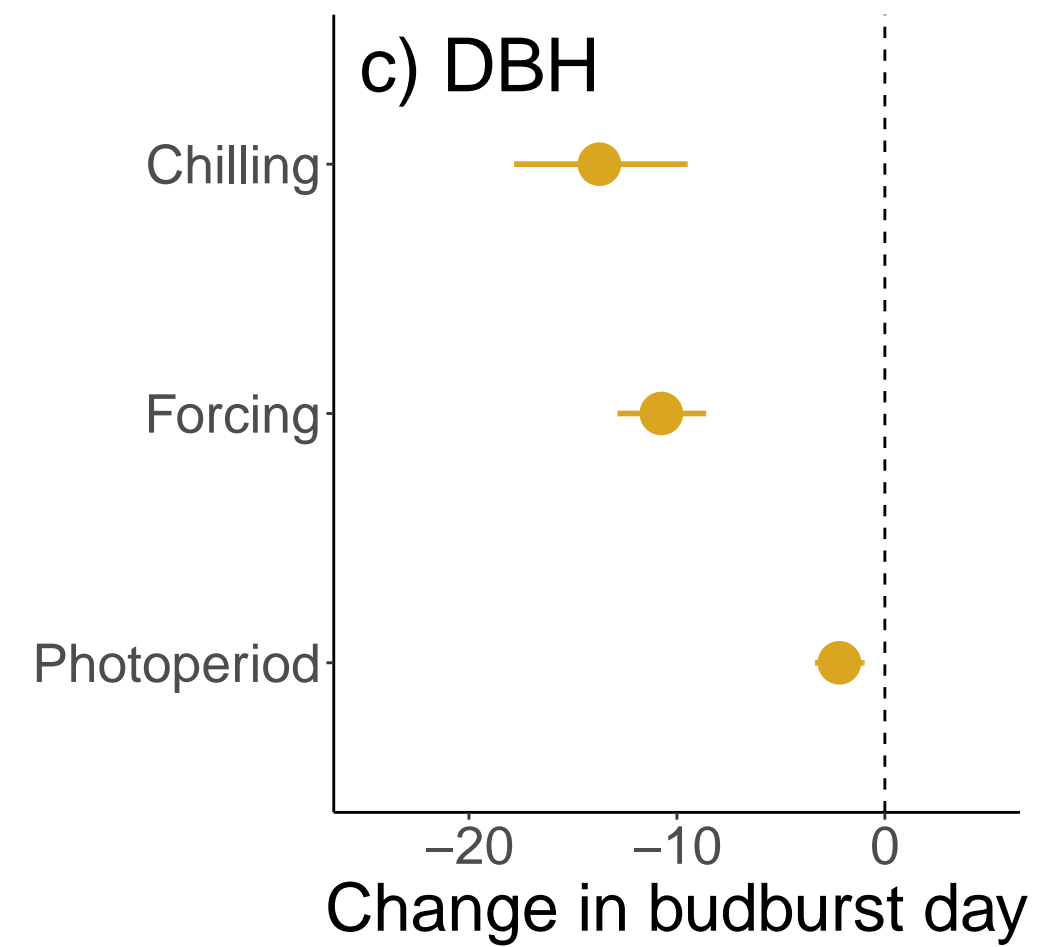 c) DBH
Chilling
Forcing
Photoperiod
−20 −10 0
Change in budburst day